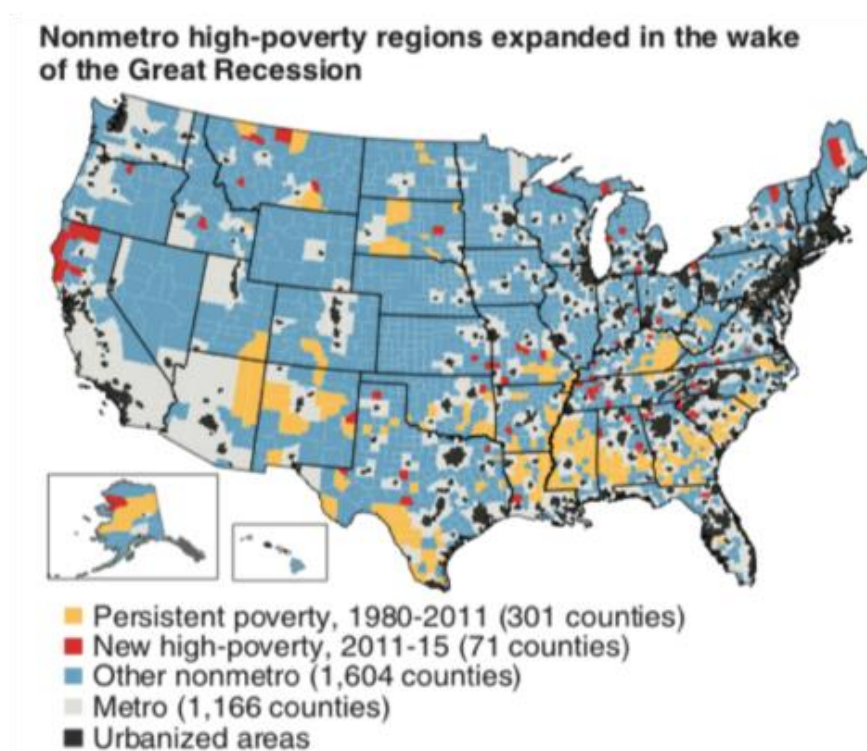 Nonmetro high-poverty regions expanded in the wake
of the Great Recession
Persistent poverty, 1980-2011 (301 counties)
New high-poverty, 2011-15 (71 counties)
Other nonmetro (1,604 counties)
Metro (1,166 counties)
Urbanized areas